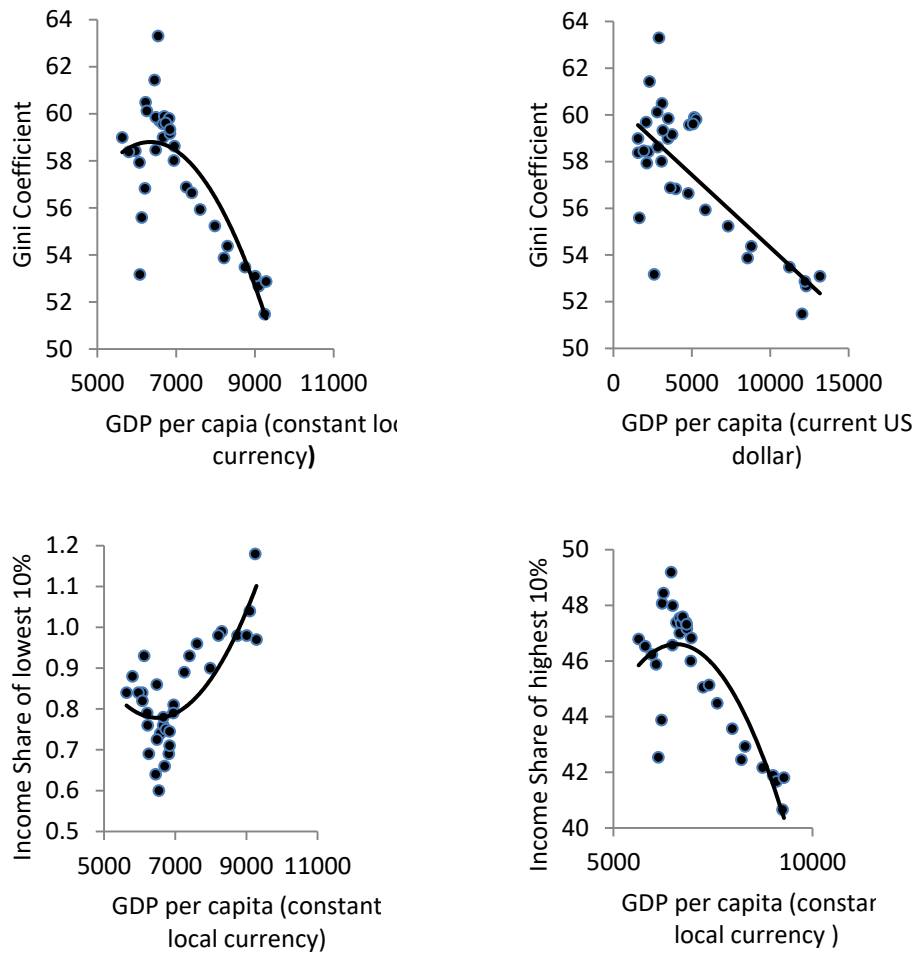 64
62
60
58
56
54
52
50
Gini Coefficient
5000 7000 9000 11000
GDP per capia (constant loc
currency)
64
62
60
58
56
54
52
50
Gini Coefficient
0 5000 10000 15000
GDP per capita (current US
dollar)
1.2
1.1
1.0
0.9
0.8
0.7
0.6
0.5
Income Share of lowest 10%
5000 7000 9000 11000
GDP per capita (constant
local currency)
50
48
46
44
42
40
Income Share of highest 10%
5000 10000
GDP per capita (constar
local currency )